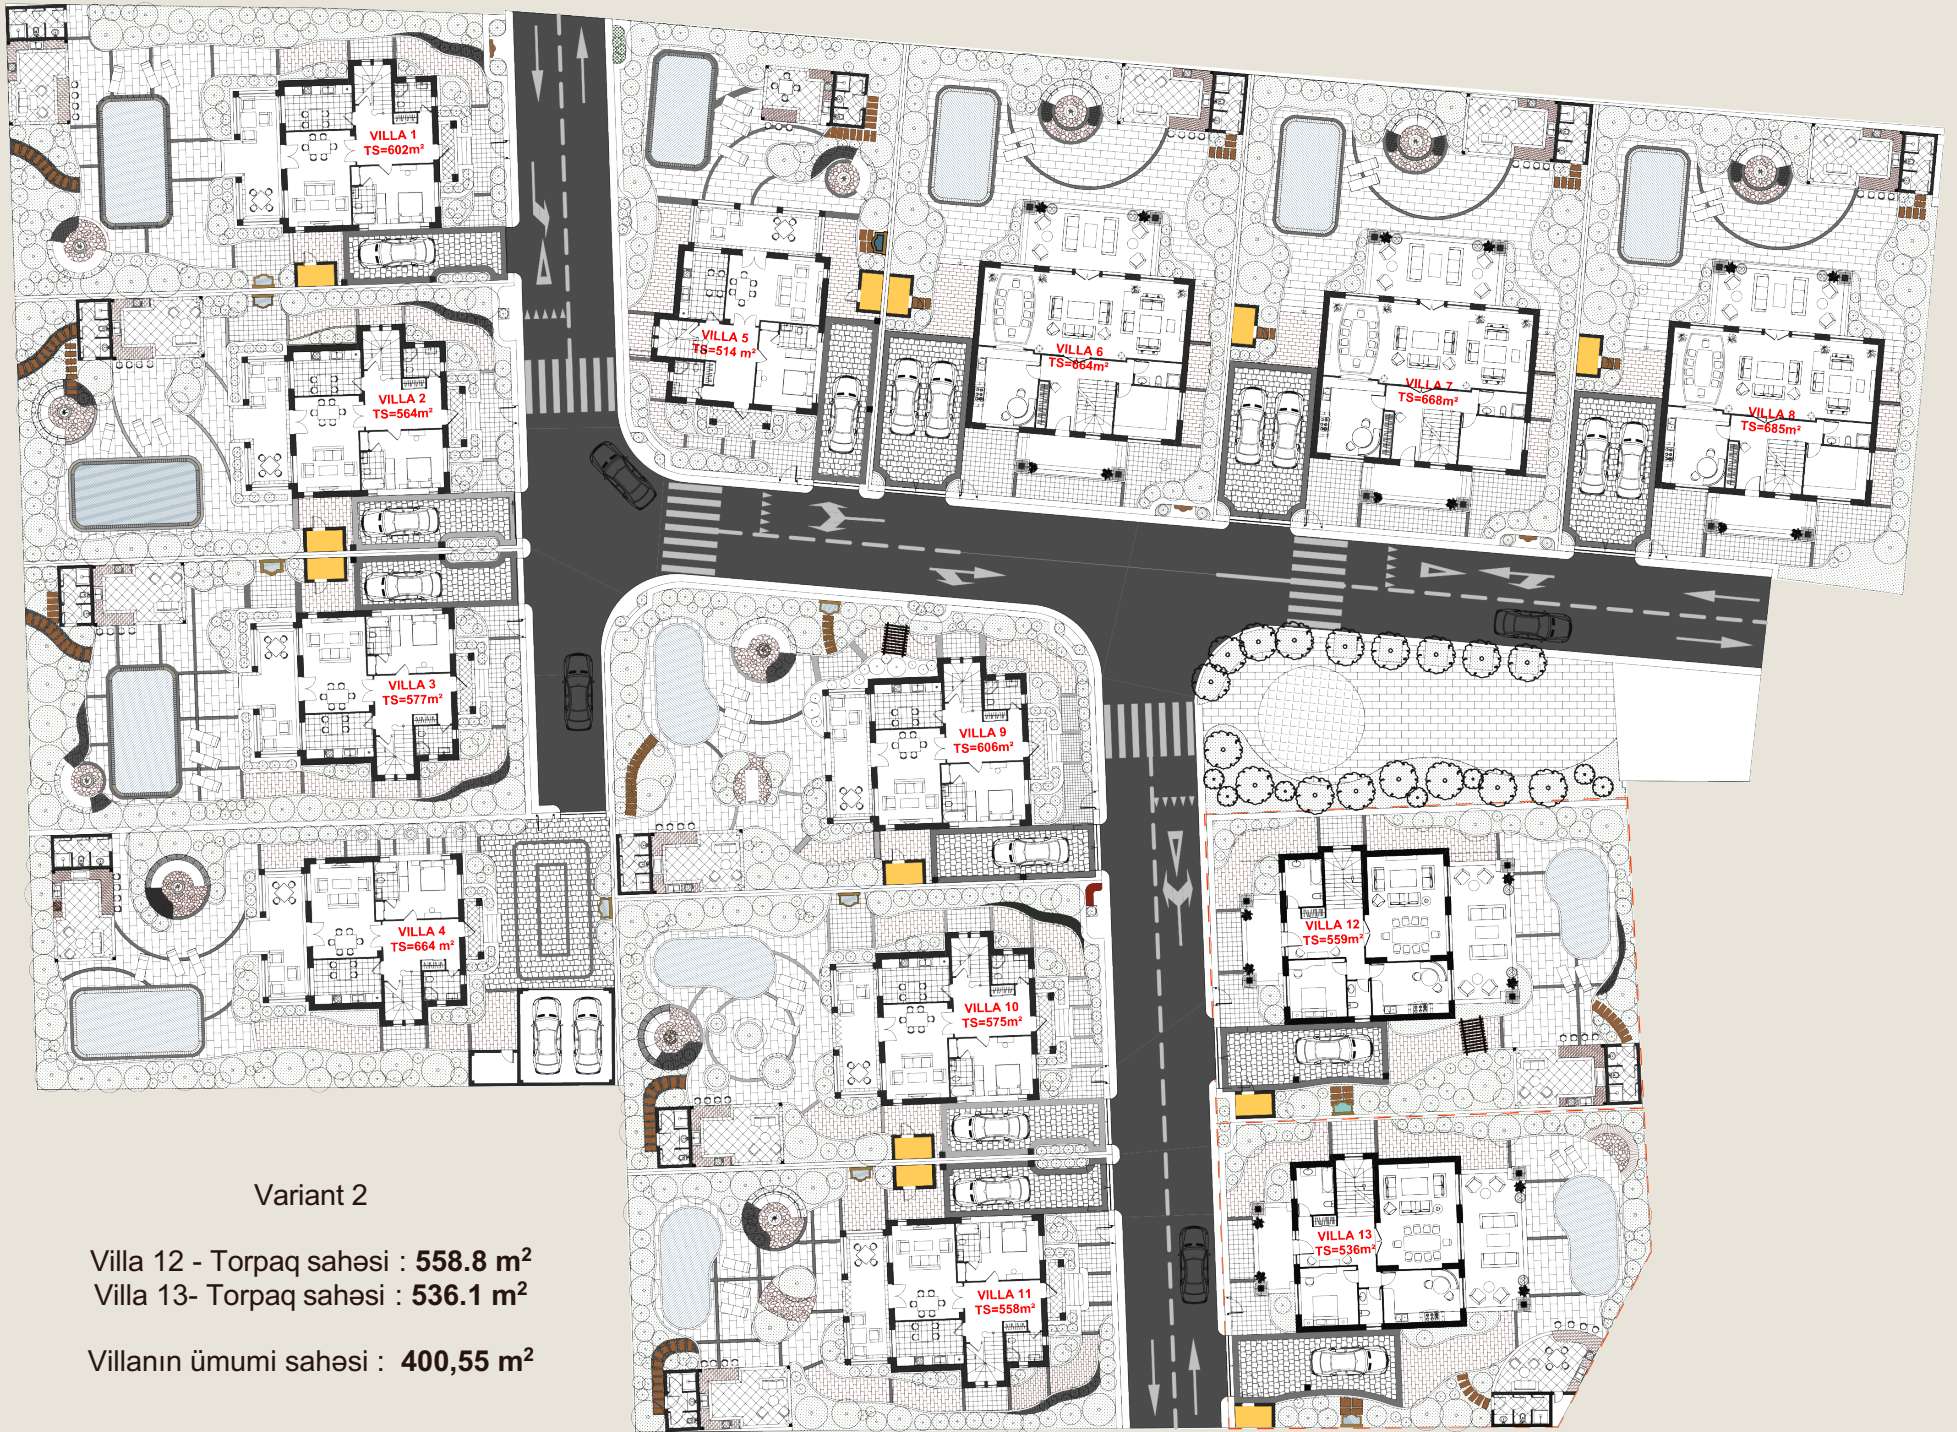 VILLA 1
TS=602m²
VILLA 2
TS=564m²
VILLA 3
TS=577m²
VILLA 4
TS=664 m²
VILLA 5
TS=514 m²
VILLA 6
TS=664m²
VILLA 7
TS=668m²
VILLA 8
TS=685m²
VILLA 9
TS=606m²
VILLA 10
TS=575m²
VILLA 11
TS=558m²
VILLA 12
TS=559m²
VILLA 13
TS=536m²
Variant 2
Villa 12 - Torpaq sahəsi : 558.8 m²
Villa 13- Torpaq sahəsi : 536.1 m²
Villanın ümumi sahəsi : 400,55 m²